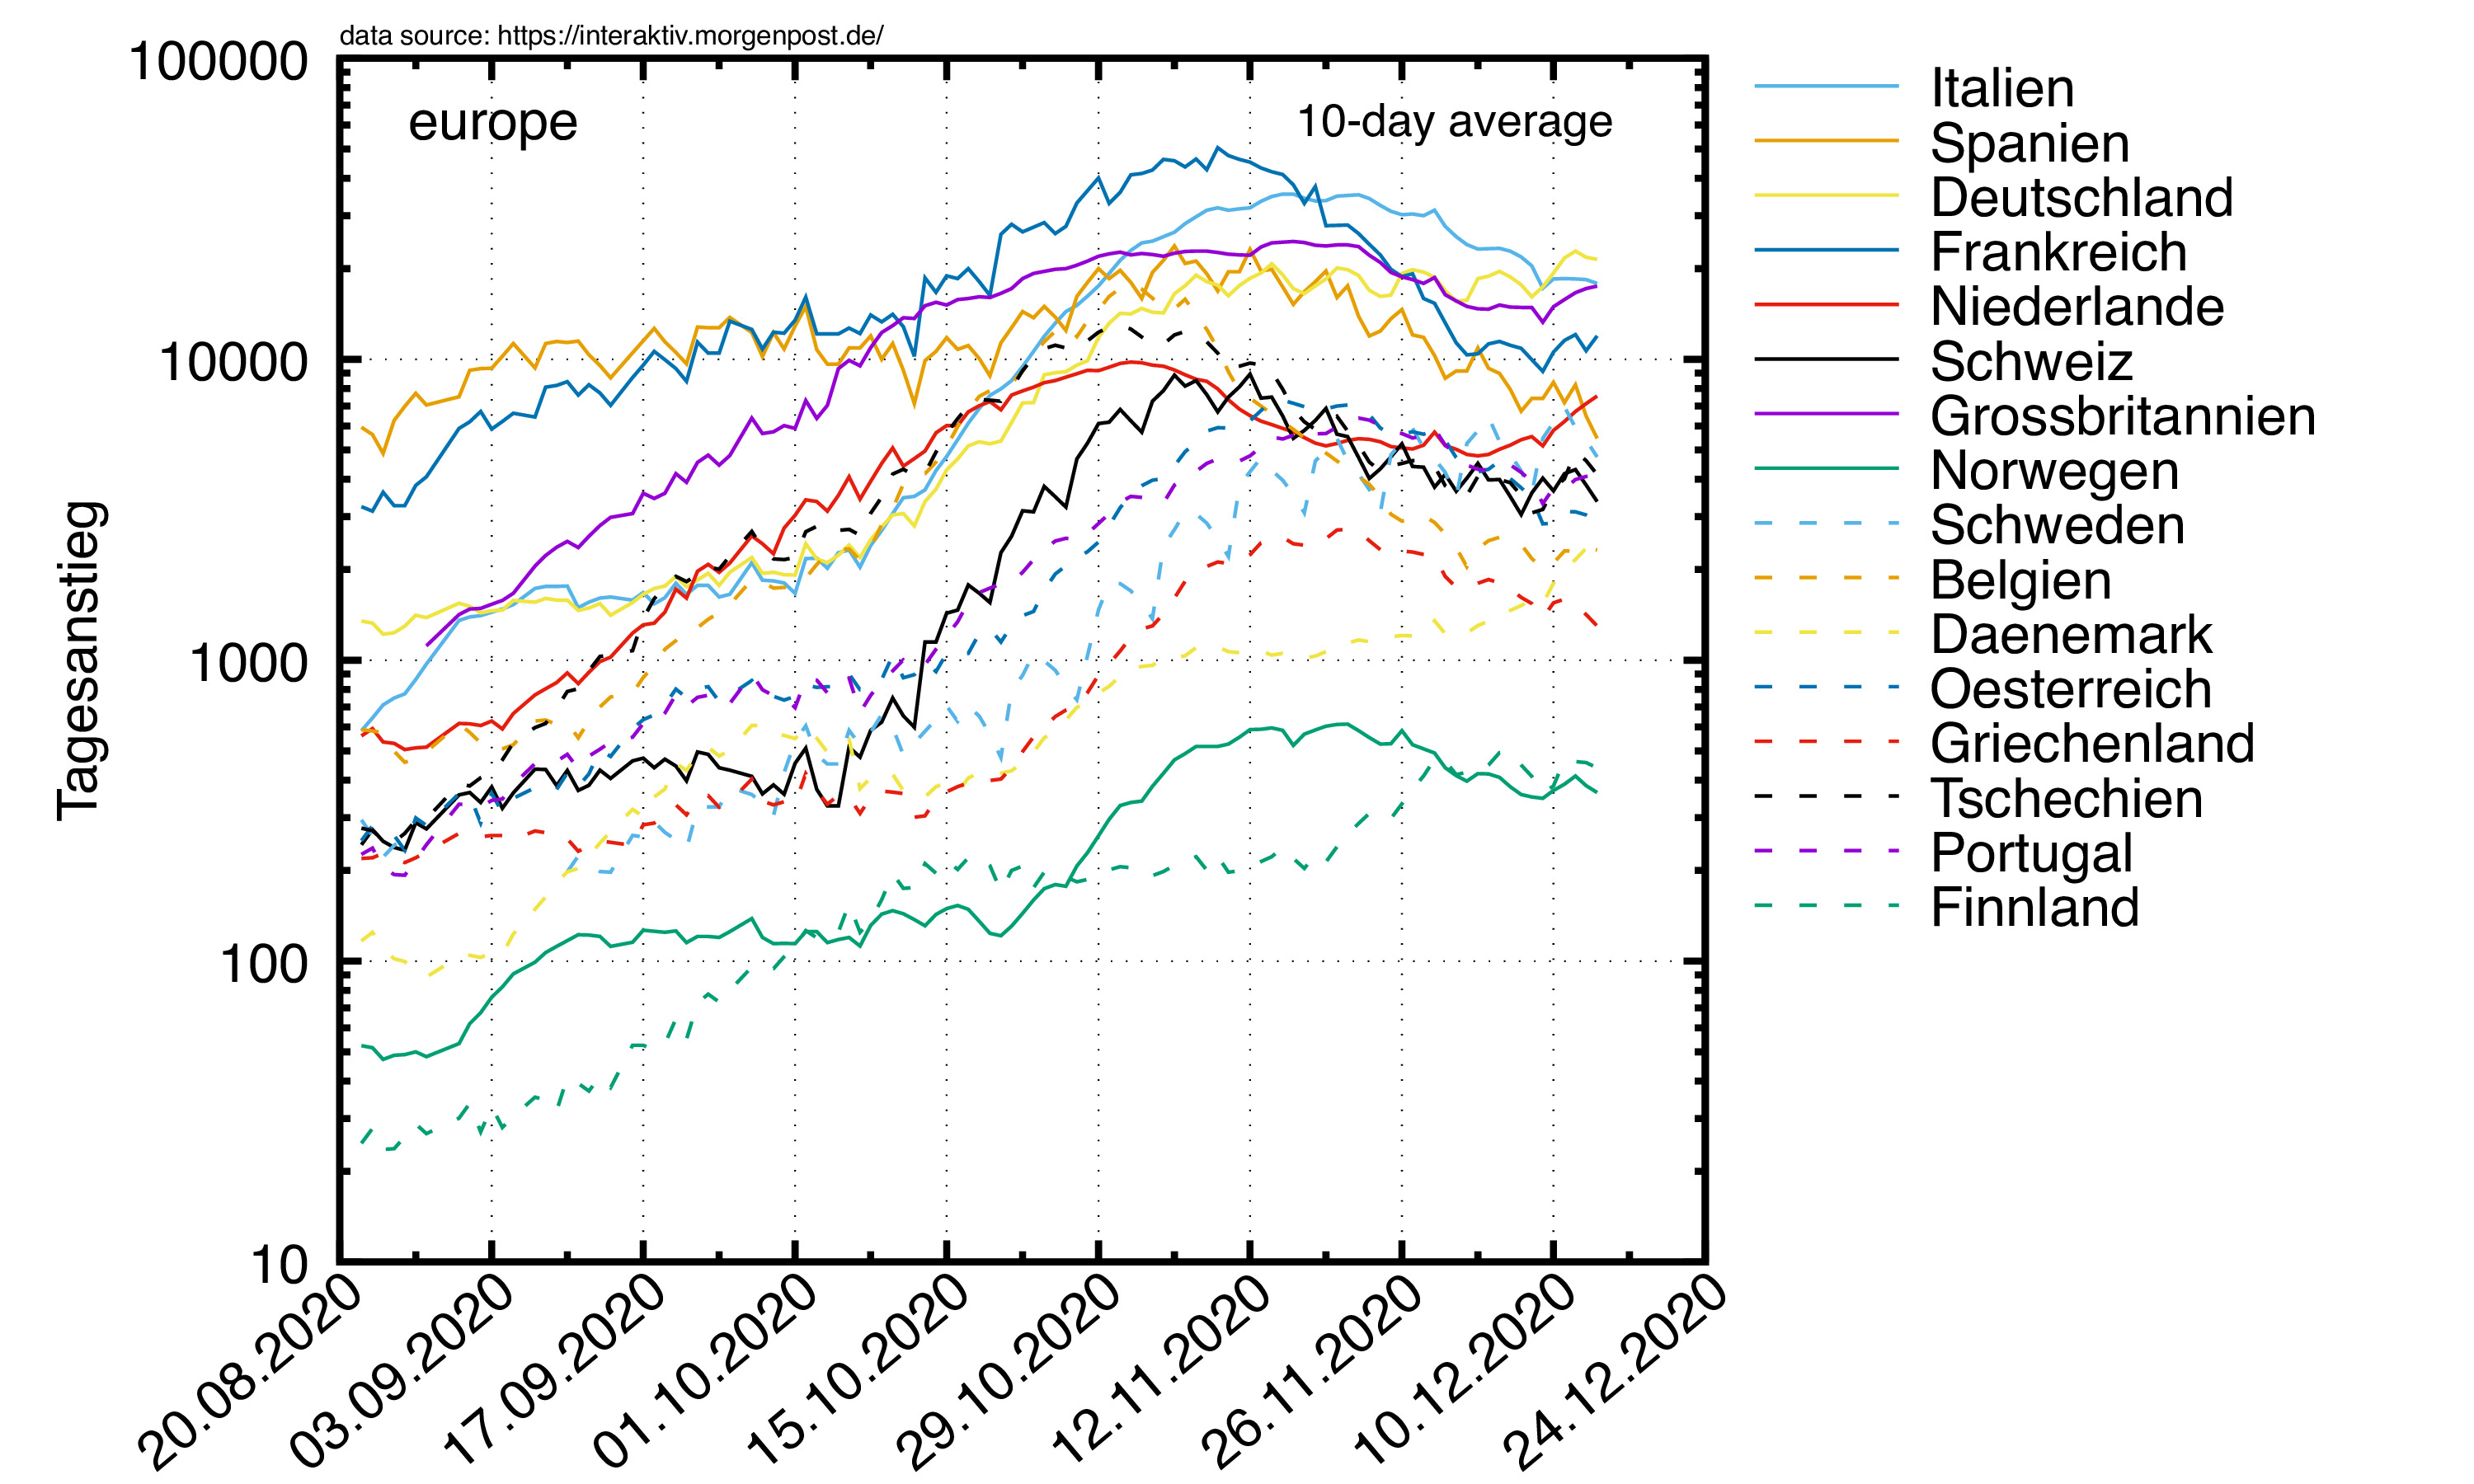 data source: https://interaktiv.morgenpost.de/
europe
10-day average
Tagesanstieg
100000
10000
1000
100
10
20.08.2020
03.09.2020
17.09.2020
01.10.2020
15.10.2020
29.10.2020
12.11.2020
26.11.2020
10.12.2020
24.12.2020
Italien
Spanien
Deutschland
Frankreich
Niederlande
Schweiz
Grossbritannien
Norwegen
Schweden
Belgien
Daenemark
Oesterreich
Griechenland
Tschechien
Portugal
Finnland